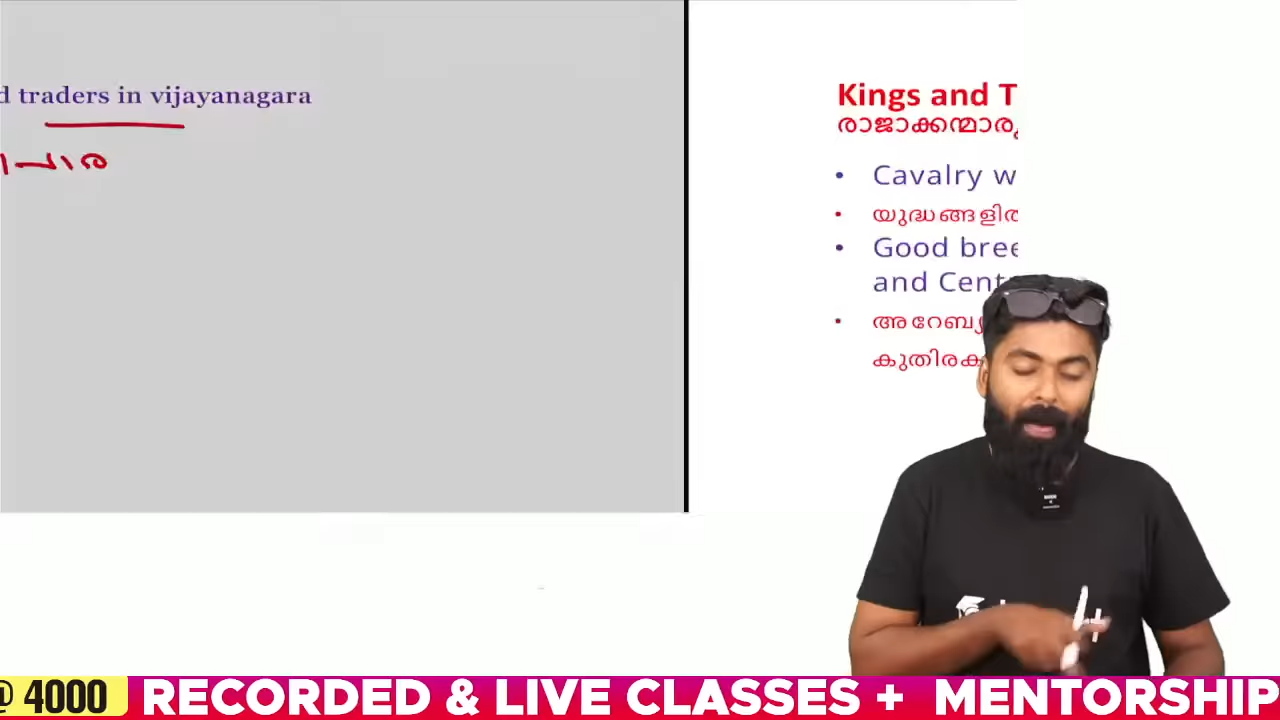 d traders in vijayanagara
Kings and T
രാജാക്കന്മാരു
• Cavalry w
• യുദ്ധങ്ങളിൽ
• Good bree
and Cent
• അറേബ്യ
കുതിരക
@ 4000 RECORDED & LIVE CLASSES + MENTORSHIP